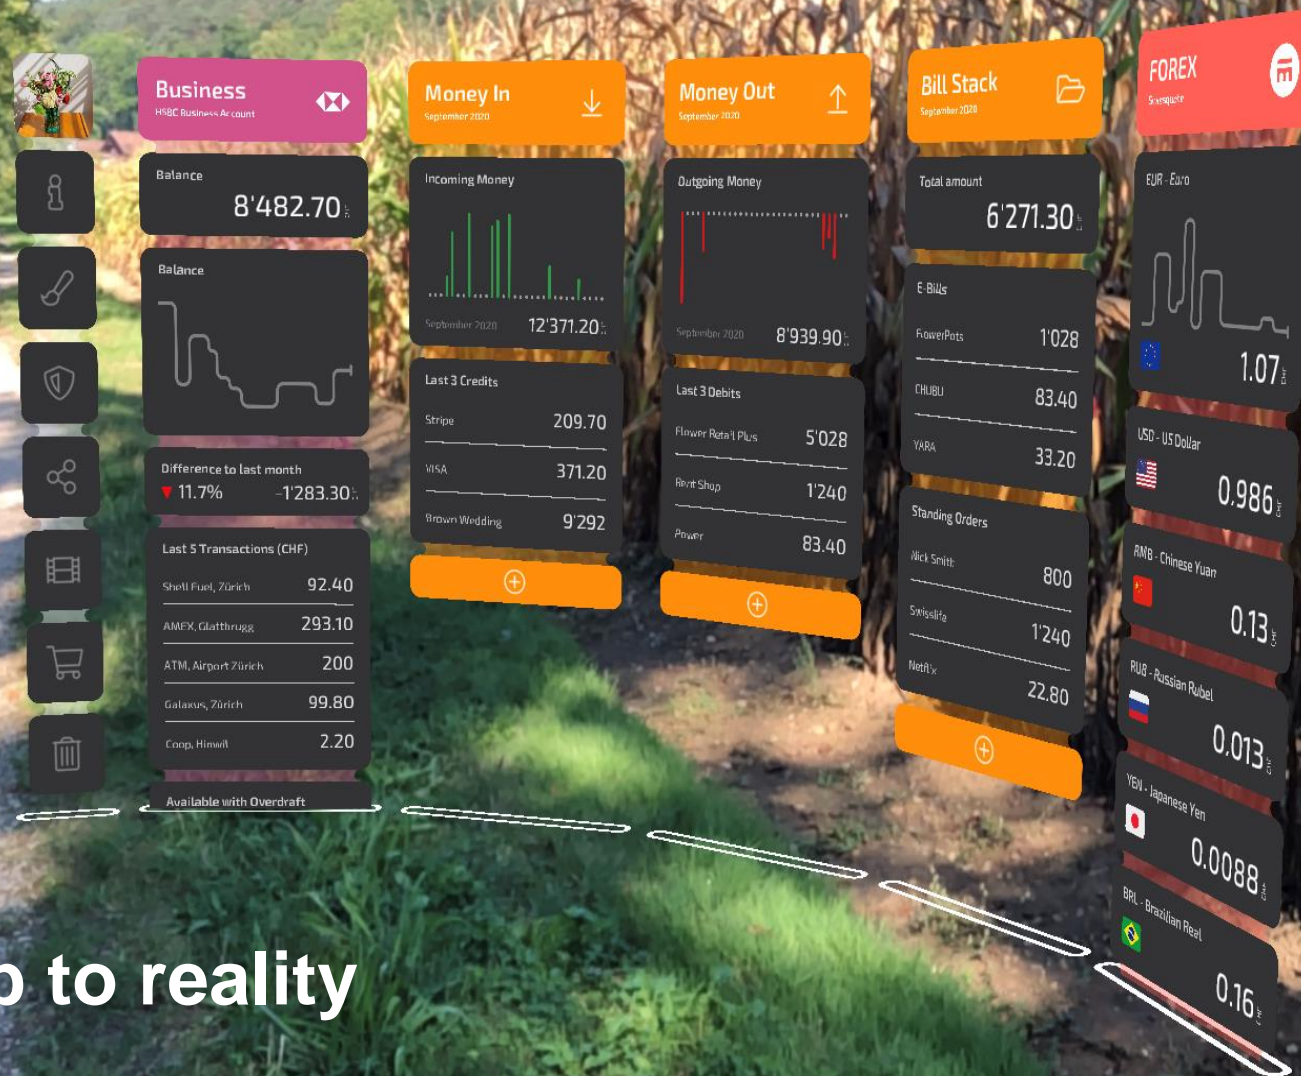 Business
HSBC Business Account
Balance
8'482.70
Balance
Difference to last month
11.7% -1'283.30
Last 5 Transactions (CHF)
Shell Fuel, Zürich 92.40
AMEX, Glattbrugg 293.10
ATM, Airport Zürich 200
Galaxus, Zürich 99.80
Coop, Hinwil 2.20
Available with Overdraft
Money In
September 2020
Incoming Money
September 2020 12'371.20
Last 3 Credits
Stripe 209.70
VISA 371.20
Brown Wedding 9'292
Money Out
September 2020
Outgoing Money
September 2020 8'939.90
Last 3 Debits
Flower Retail Plus 5'028
Rent Shop 1'240
Power 83.40
Bill Stack
September 2020
Total amount
6'271.30
E-Bills
FlowerPots 1'028
CHUBU 83.40
YARA 33.20
Standing Orders
Nick Smith 800
Swisslife 1'240
Netflix 22.80
FOREX
Swissquote
EUR - Euro
1.07
USD - US Dollar
0.986
RMB - Chinese Yuan
0.13
RUB - Russian Rubel
0.013
YEN - Japanese Yen
0.0088
BRL - Brazilian Real
0.16
to reality